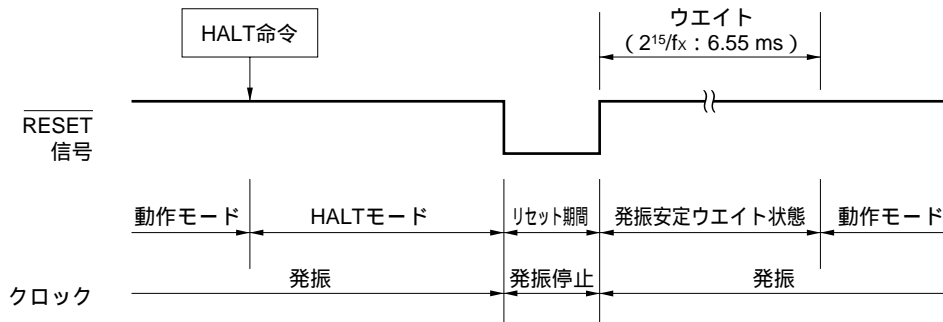 ウエイト
HALT命令
（2¹⁵/fX：6.55 ms）
RESET
信号
動作モード
HALTモード
リセット期間
発振安定ウエイト状態
動作モード
クロック
発振
発振停止
発振